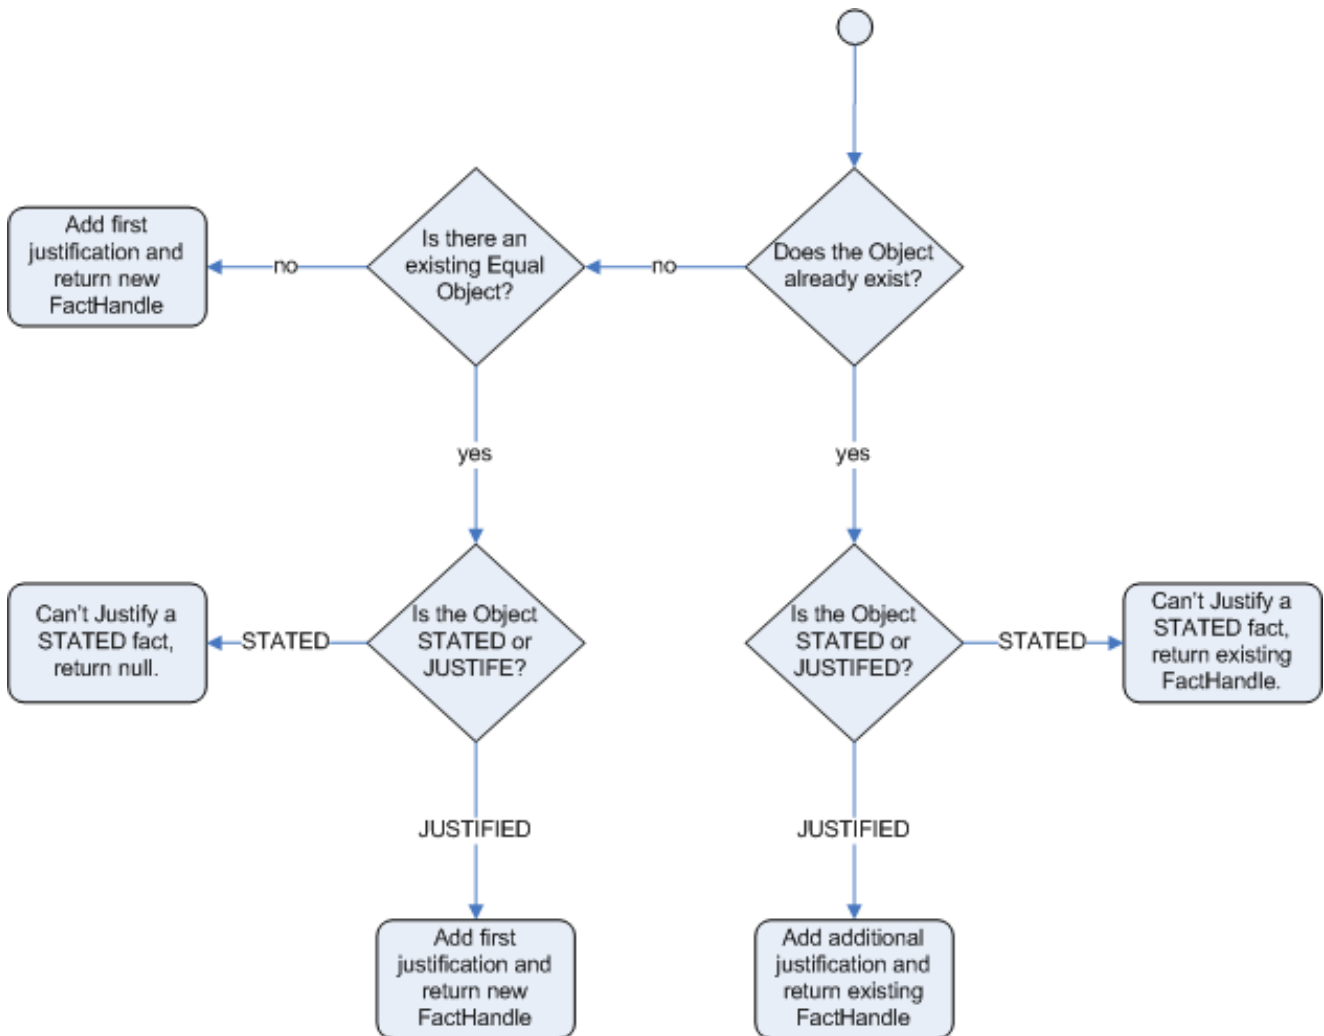 Add first
justification and
return new
FactHandle
no
Is there an
existing Equal
Object?
no
Does the Object
already exist?
yes
yes
Can't Justify a
STATED fact,
return null.
STATED
Is the Object
STATED or
JUSTIFE?
Is the Object
STATED or
JUSTIFED?
STATED
Can't Justify a
STATED fact,
return existing
FactHandle.
JUSTIFIED
JUSTIFIED
Add first
justification and
return new
FactHandle
Add additional
justification and
return existing
FactHandle